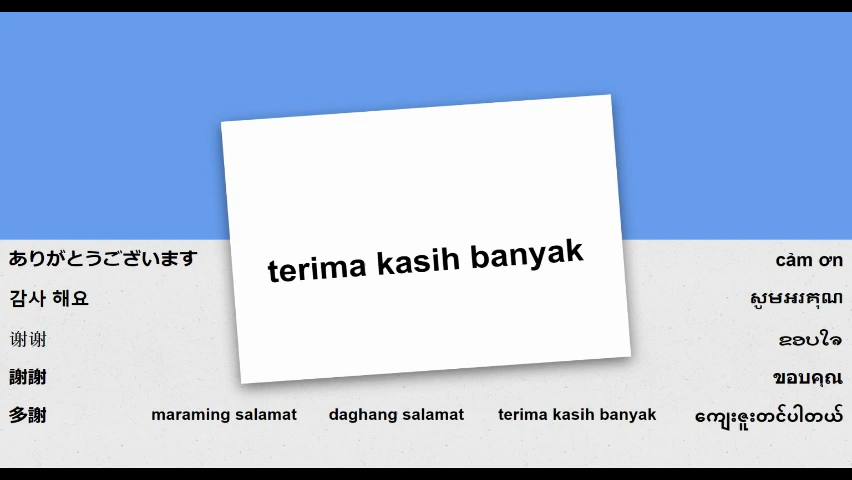 terima kasih banyak
ありがとうございます
감사 해요
谢谢
謝謝
多謝
maraming salamat
daghang salamat
terima kasih banyak
cảm ơn
សូមអរគុណ
ຂອບໃຈ
ขอบคุณ
ကျေးဇူးတင်ပါတယ်